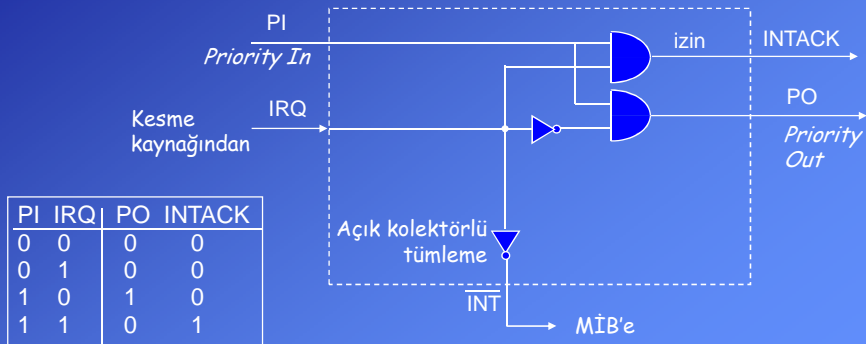 PI
Priority In
izin
INTACK
Kesme
kaynağından
IRQ
PO
Priority
Out
Açık kolektörlü
tümleme
INT
MİB'e
PI IRQ PO INTACK
0 0 0 0
0 1 0 0
1 0 1 0
1 1 0 1